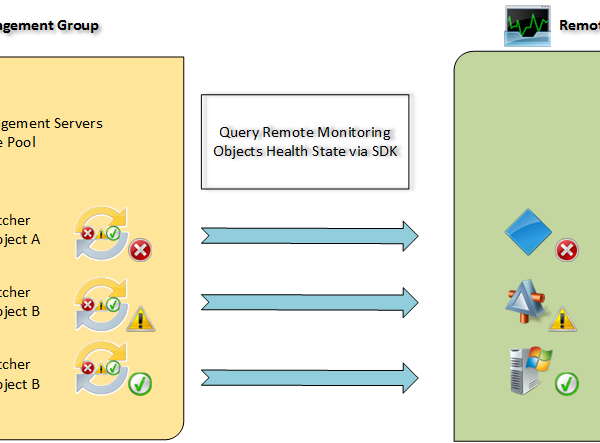 agement Group
Remot
Query Remote Monitoring
Objects Health State via SDK
gement Servers
e Pool
tcher
bject A
tcher
bject B
tcher
bject B